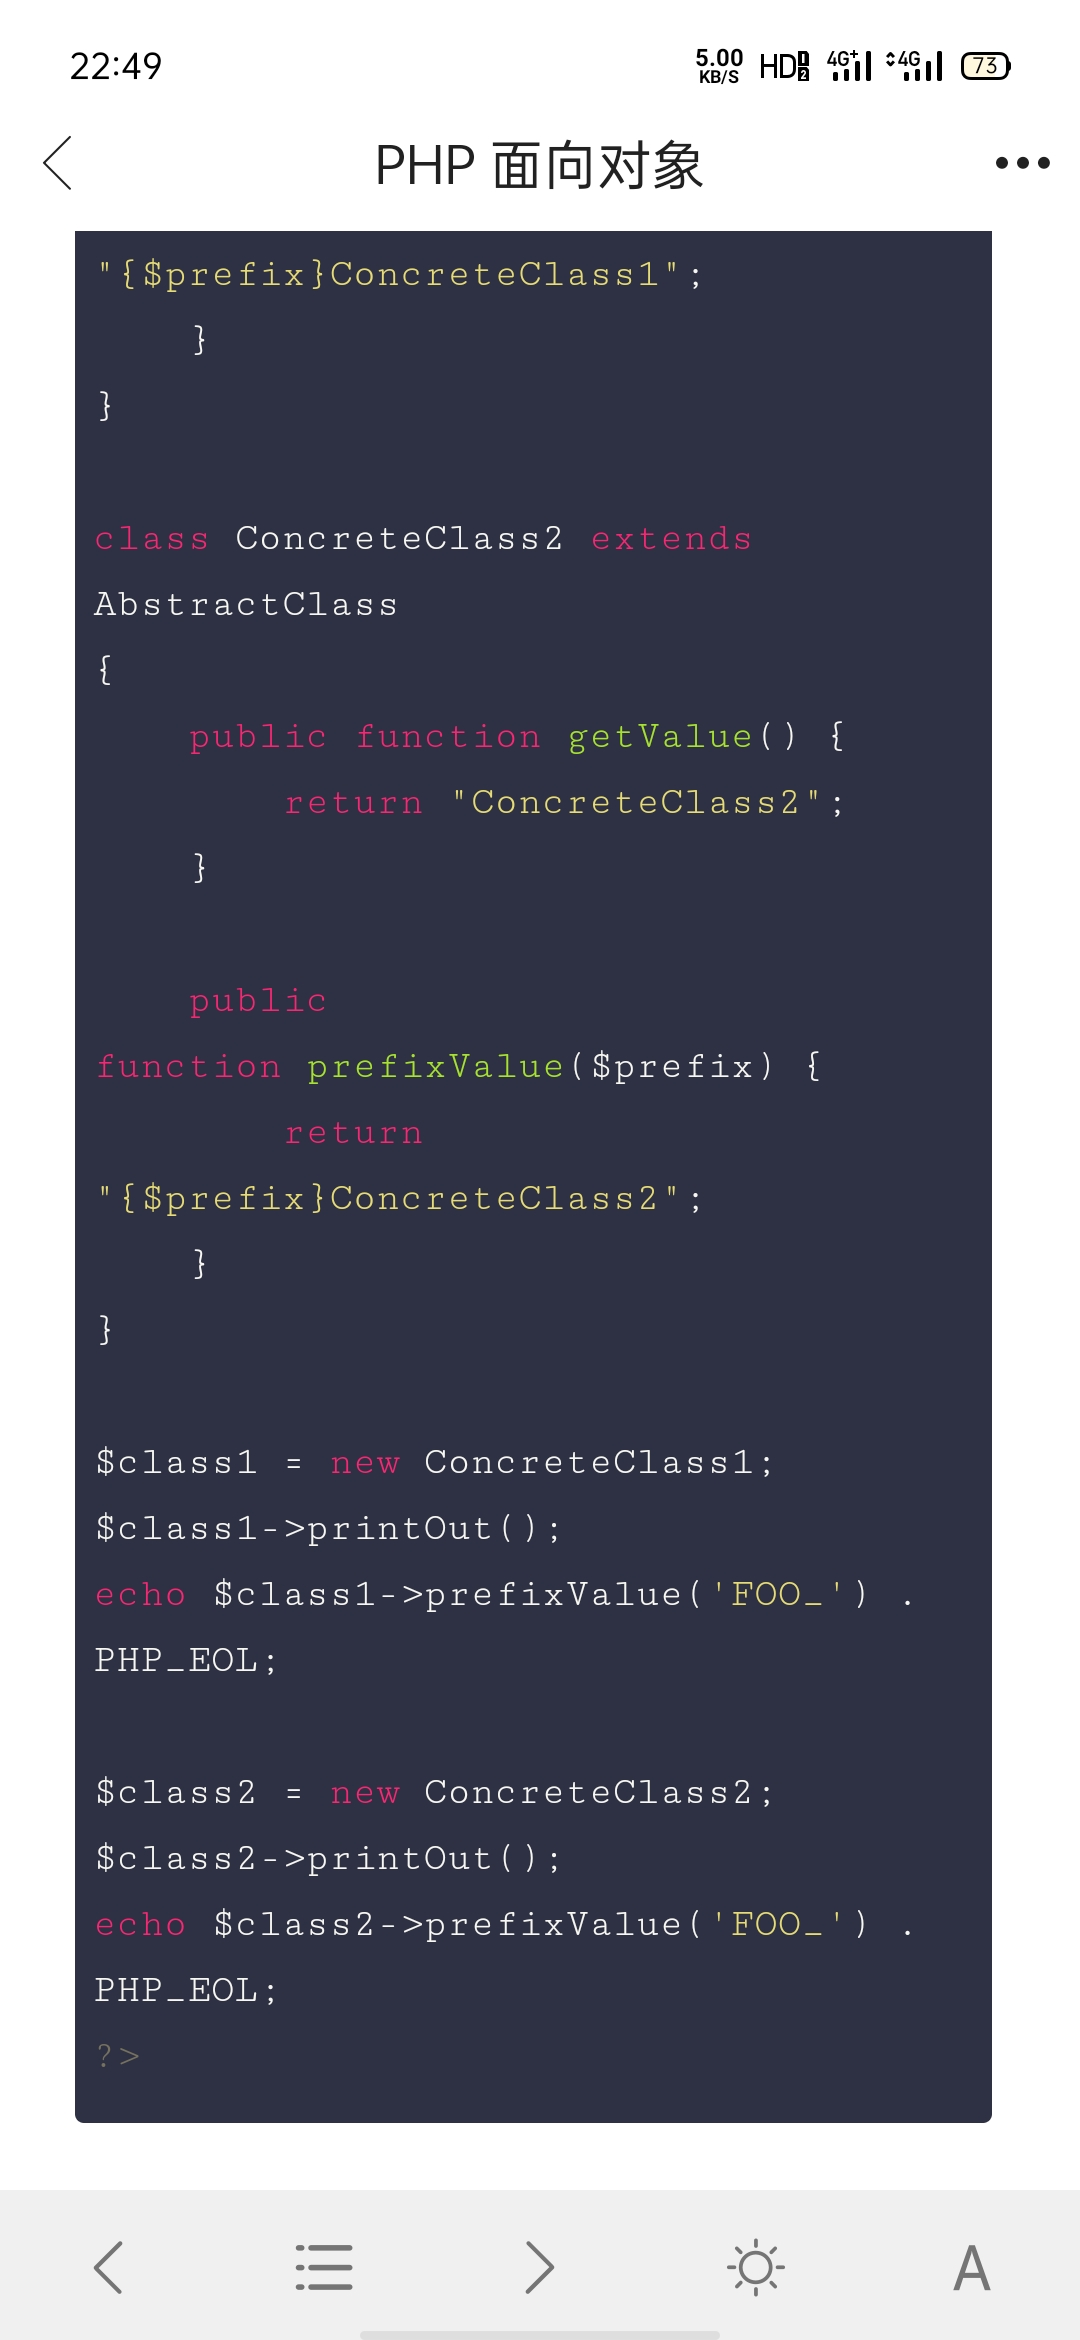 22:49
5.00 KB/S HD 1 2 4G+ 4G 73
PHP 面向对象
"{$prefix}ConcreteClass1";
    }
}

class ConcreteClass2 extends
AbstractClass
{
    public function getValue() {
        return "ConcreteClass2";
    }

    public
function prefixValue($prefix) {
        return
"{$prefix}ConcreteClass2";
    }
}

$class1 = new ConcreteClass1;
$class1->printOut();
echo $class1->prefixValue('FOO_') .
PHP_EOL;

$class2 = new ConcreteClass2;
$class2->printOut();
echo $class2->prefixValue('FOO_') .
PHP_EOL;
?>
A